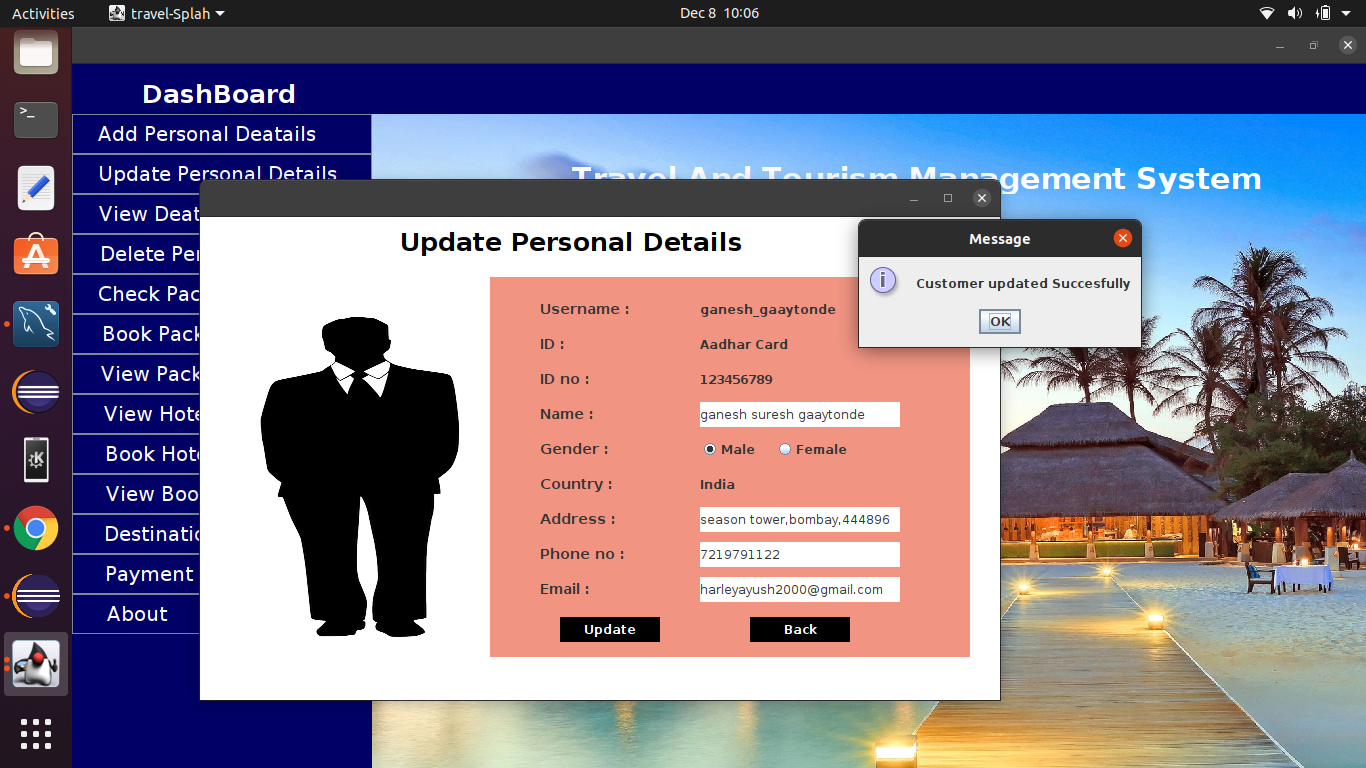 Activities
travel-Splah
Dec 8 10:06
DashBoard
Add Personal Deatails
Update Personal Details
View Deat
Delete Per
Check Pac
Book Pack
View Pack
View Hote
Book Hote
View Boo
Destinatio
Payment
About
Travel And Tourism Management System
Update Personal Details
Username : ganesh_gaaytonde
ID : Aadhar Card
ID no : 123456789
Name : ganesh suresh gaaytonde
Gender : Male Female
Country : India
Address : season tower,bombay,444896
Phone no : 7219791122
Email : harleyayush2000@gmail.com
Update Back
Message
i
Customer updated Succesfully
OK
>_